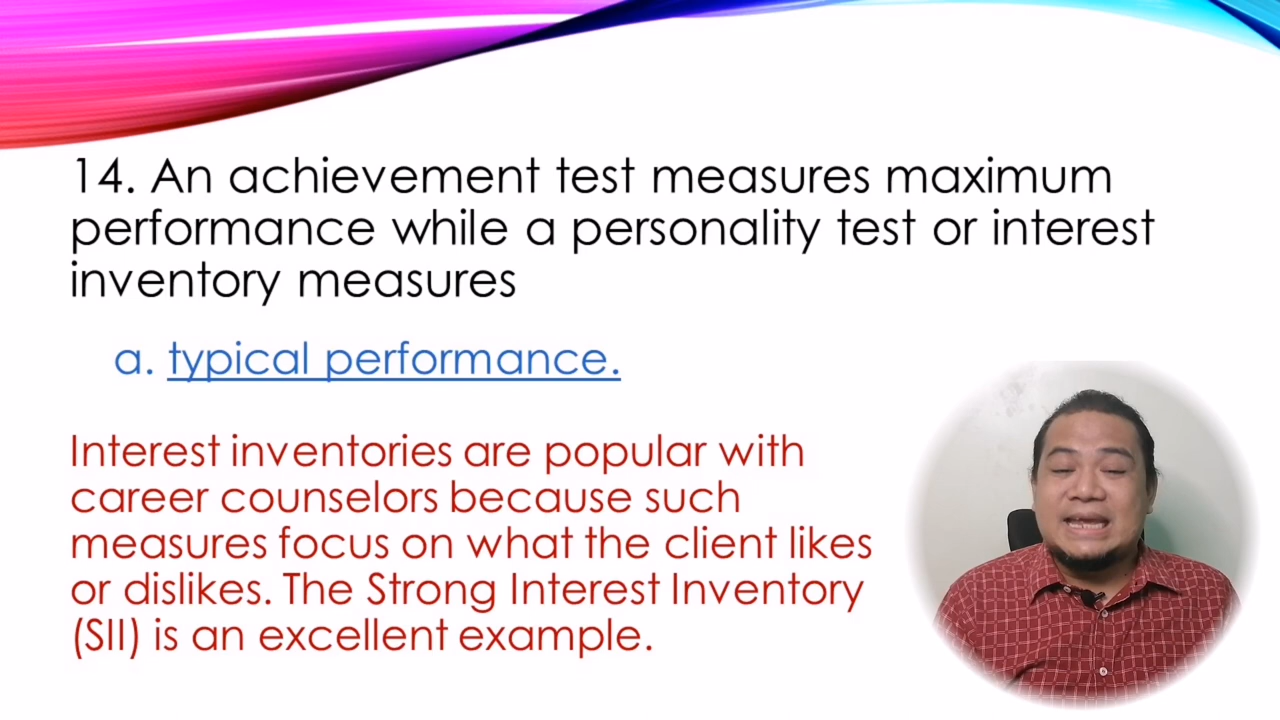 14. An achievement test measures maximum
performance while a personality test or interest
inventory measures
a. typical performance.
Interest inventories are popular with
career counselors because such
measures focus on what the client likes
or dislikes. The Strong Interest Inventory
(SII) is an excellent example.